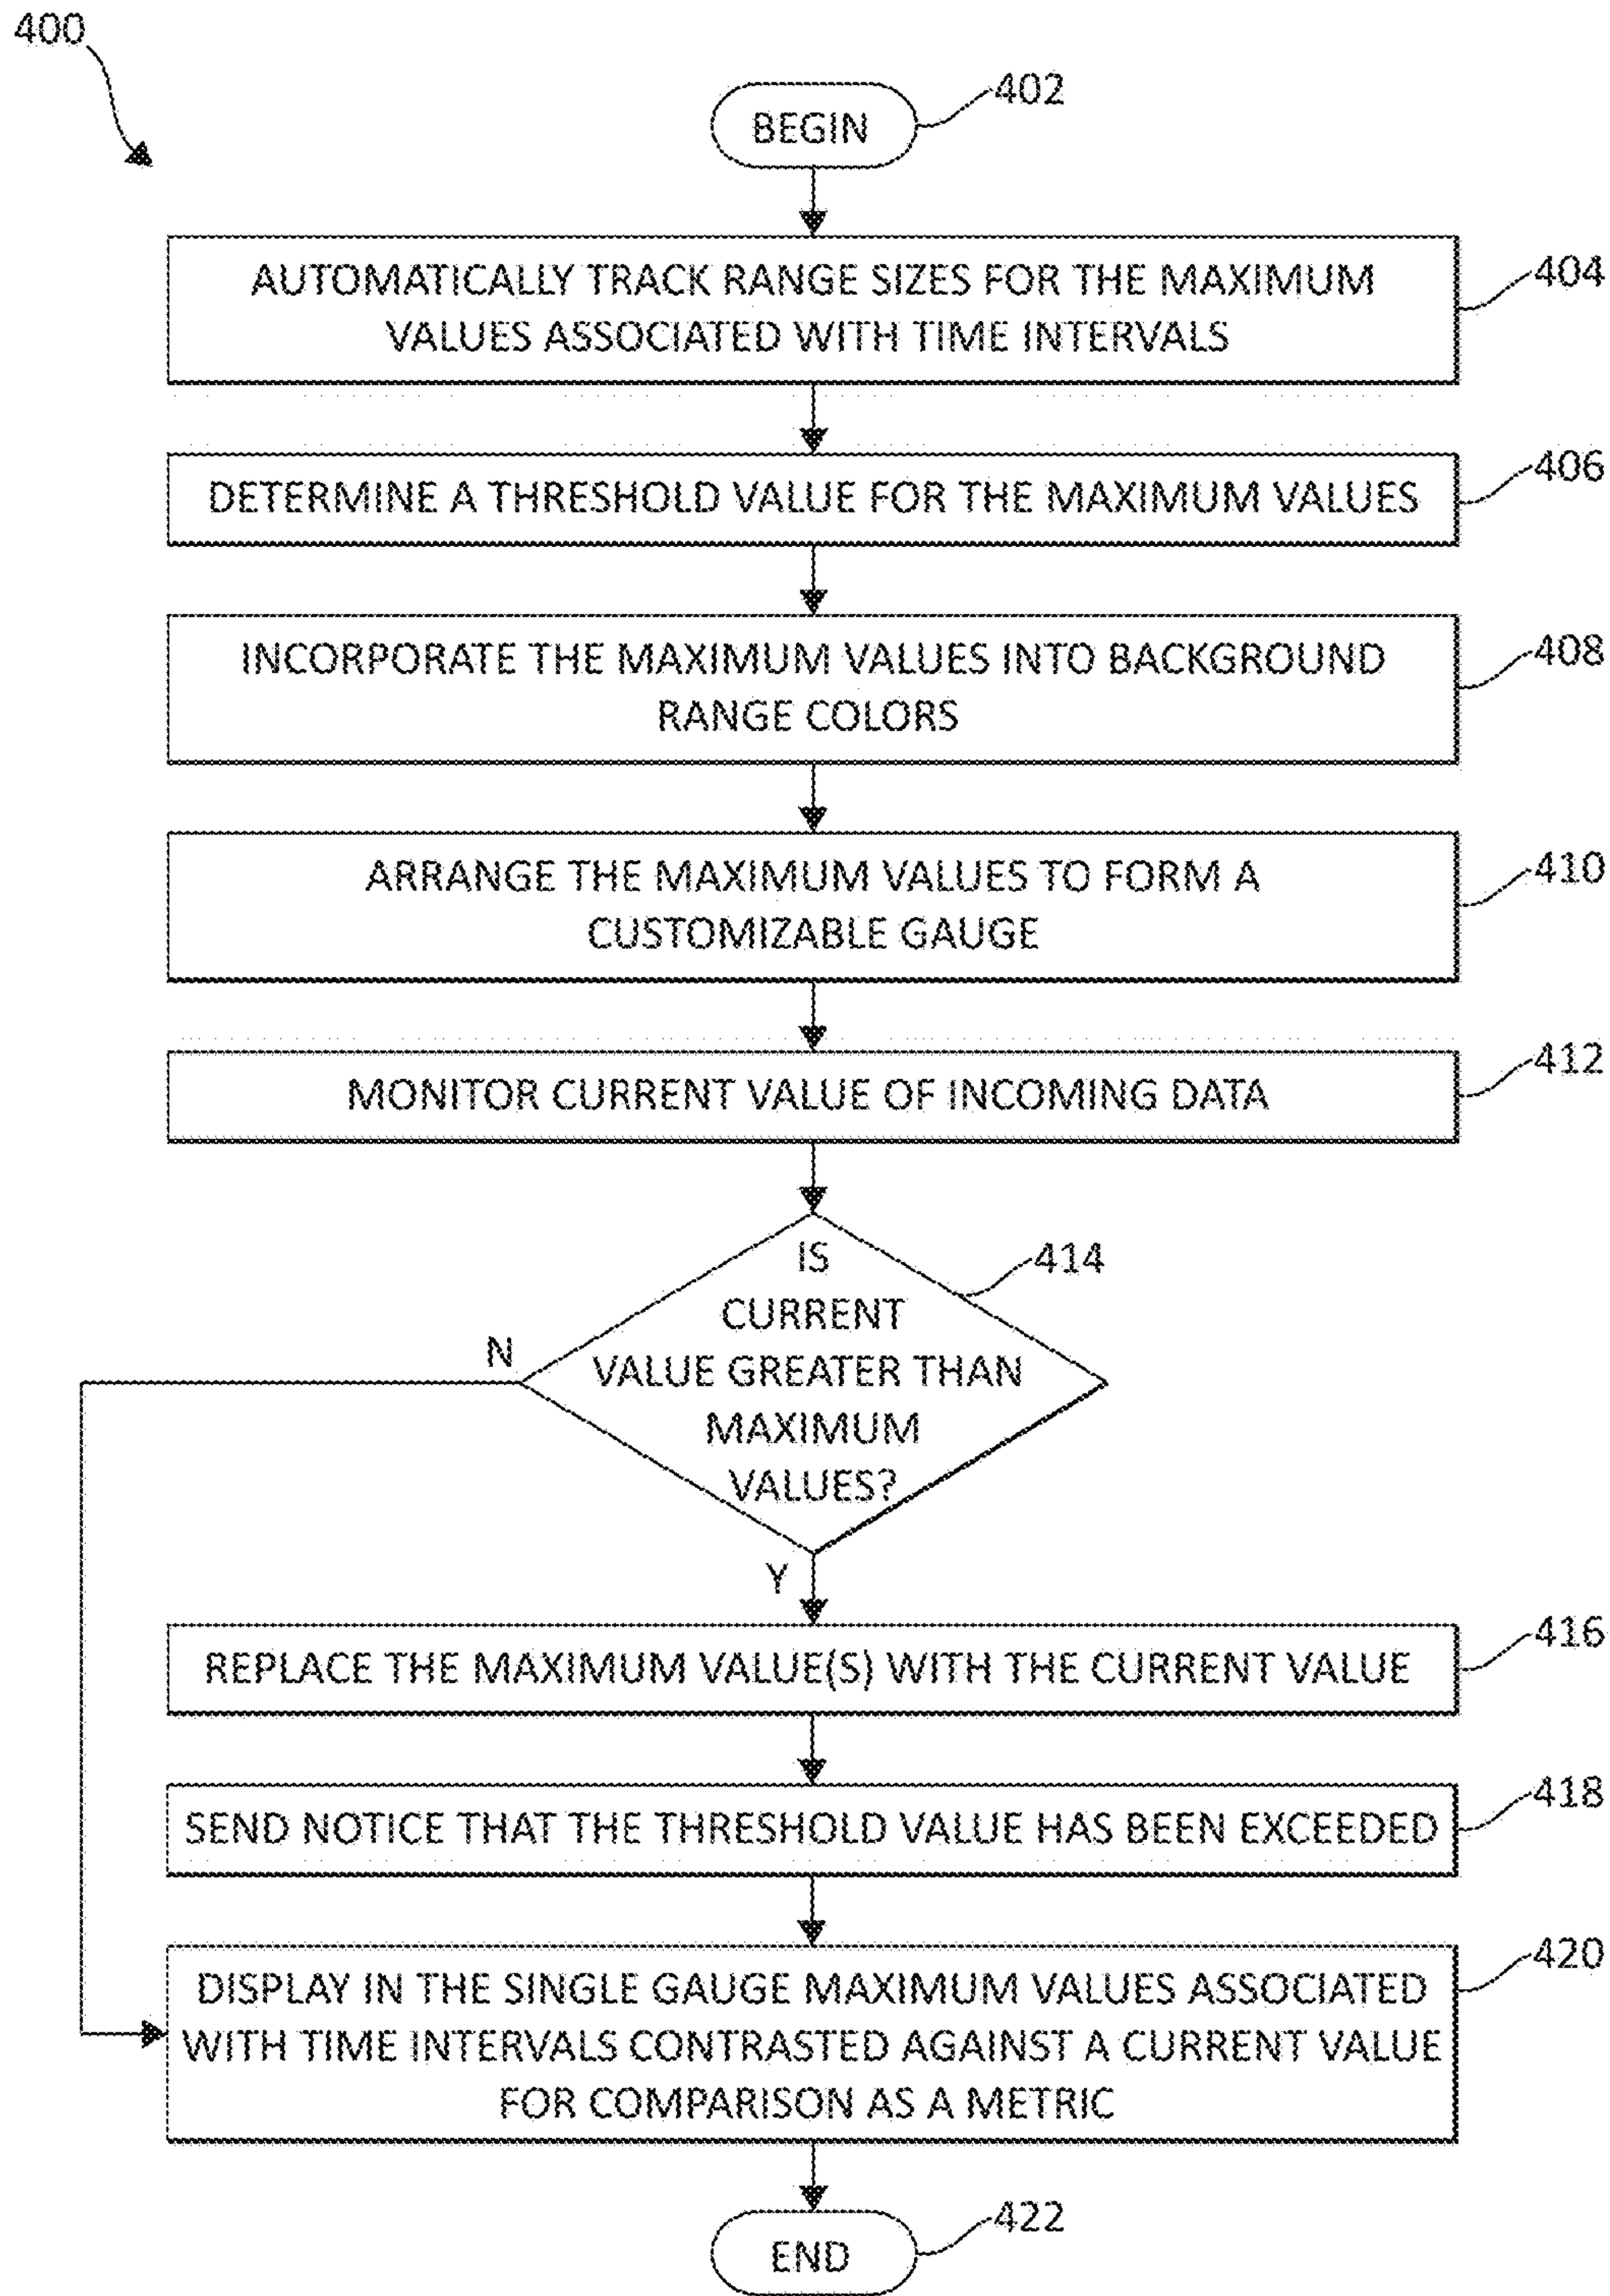 400
BEGIN
402
AUTOMATICALLY TRACK RANGE SIZES FOR THE MAXIMUM
VALUES ASSOCIATED WITH TIME INTERVALS
404
DETERMINE A THRESHOLD VALUE FOR THE MAXIMUM VALUES
406
INCORPORATE THE MAXIMUM VALUES INTO BACKGROUND
RANGE COLORS
408
ARRANGE THE MAXIMUM VALUES TO FORM A
CUSTOMIZABLE GAUGE
410
MONITOR CURRENT VALUE OF INCOMING DATA
412
IS
CURRENT
VALUE GREATER THAN
MAXIMUM
VALUES?
414
N
Y
REPLACE THE MAXIMUM VALUE(S) WITH THE CURRENT VALUE
416
SEND NOTICE THAT THE THRESHOLD VALUE HAS BEEN EXCEEDED
418
DISPLAY IN THE SINGLE GAUGE MAXIMUM VALUES ASSOCIATED
WITH TIME INTERVALS CONTRASTED AGAINST A CURRENT VALUE
FOR COMPARISON AS A METRIC
420
END
422